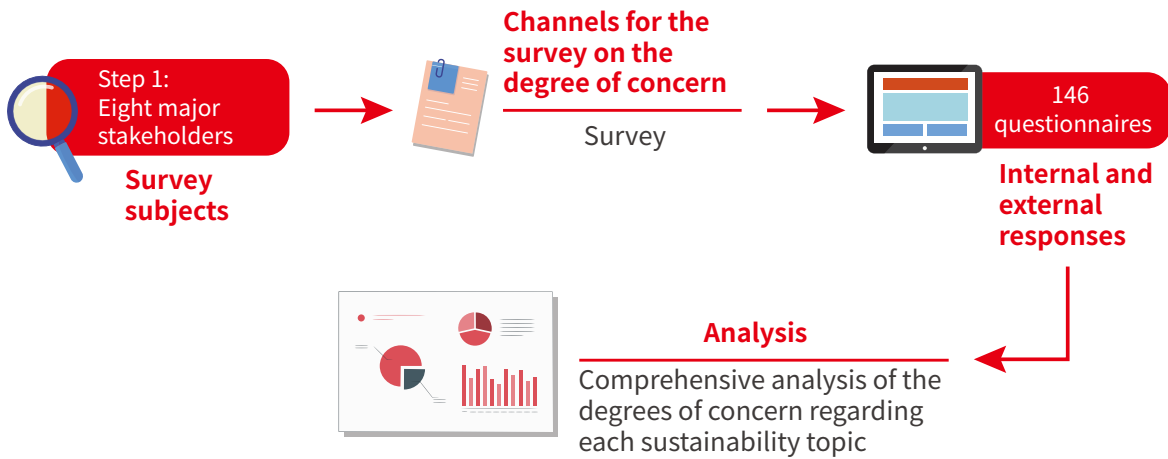 Step 1:
Eight major
stakeholders
Survey
subjects
Channels for the
survey on the
degree of concern
Survey
146
questionnaires
Internal and
external
responses
Analysis
Comprehensive analysis of the
degrees of concern regarding
each sustainability topic